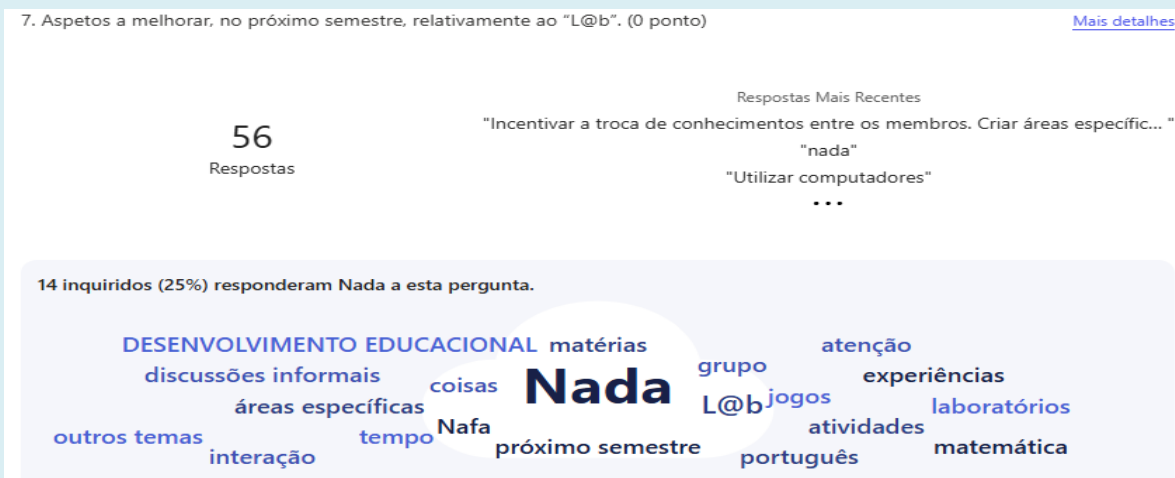 7. Aspetos a melhorar, no próximo semestre, relativamente ao “L@b”. (0 ponto)
Mais detalhes
56
Respostas
Respostas Mais Recentes
"Incentivar a troca de conhecimentos entre os membros. Criar áreas específic... "
"nada"
"Utilizar computadores"
...
14 inquiridos (25%) responderam Nada a esta pergunta.
DESENVOLVIMENTO EDUCACIONAL matérias atenção
discussões informais coisas Nada grupo experiências
áreas específicas L@b jogos laboratórios
outros temas tempo Nafa atividades
interação próximo semestre português matemática